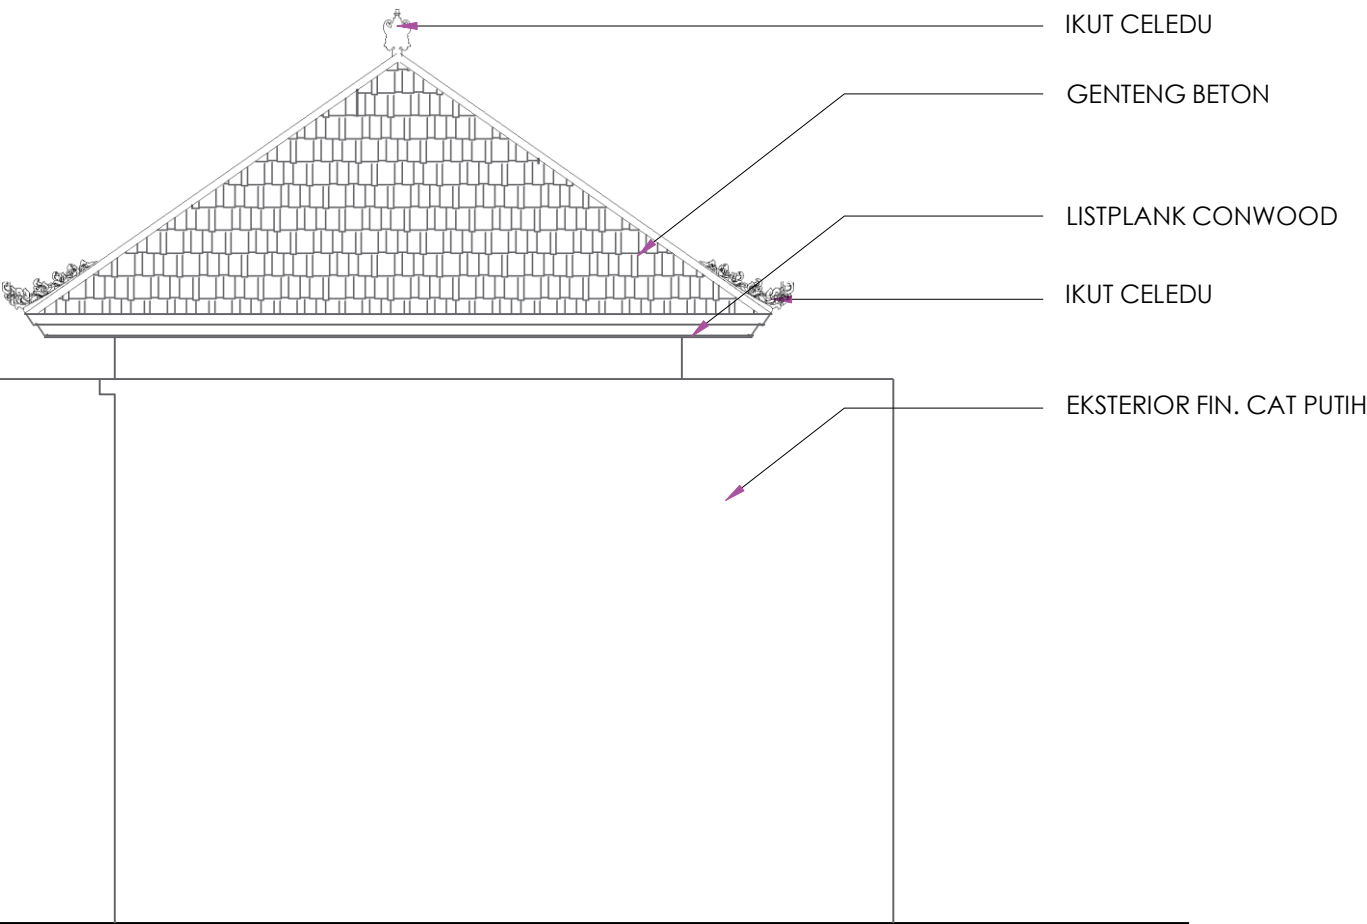 IKUT CELEDU
GENTENG BETON
LISTPLANK CONWOOD
IKUT CELEDU
EKSTERIOR FIN. CAT PUTIH